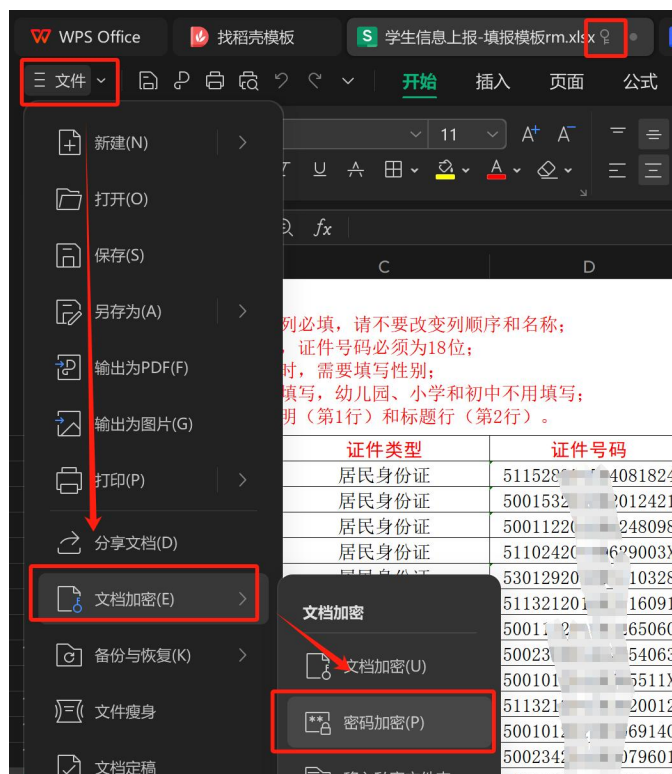 WPS Office
找稻壳模板
S 学生信息上报-填报模板rm.xlsx
文件
开始 插入 页面 公式
新建(N)
11
A+ A-
打开(O)
fx
保存(S)
C D
另存为(A)
列必填，请不要改变列顺序和名称；
，证件号码必须为18位；
输出为PDF(F)
时，需要填写性别；
填写，幼儿园、小学和初中不用填写；
输出为图片(G)
明（第1行）和标题行（第2行）。
证件类型 证件号码
打印(P)
居民身份证
居民身份证
居民身份证
分享文档(D)
居民身份证
文档加密(E)
文档加密
备份与恢复(K)
文档加密(U)
文件瘦身
密码加密(P)
文档定稿